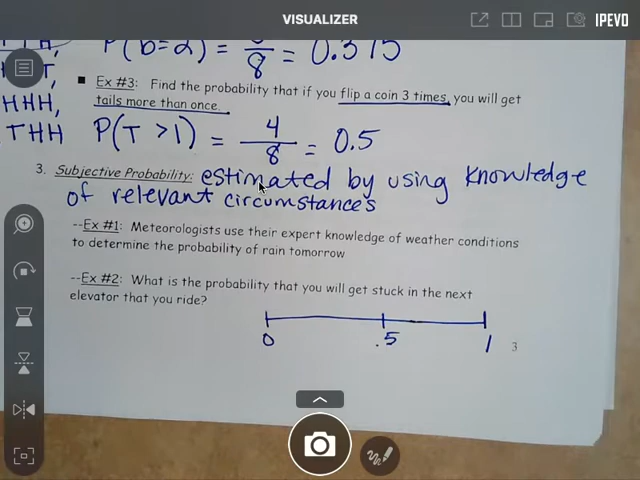 VISUALIZER
IPEVO
P(b=2) = /8 = 0.375
■ Ex #3: Find the probability that if you flip a coin 3 times, you will get
tails more than once.
HHH,
THH
P(T >1) = 4/8 = 0.5
3. Subjective Probability: estimated by using knowledge
of relevant circumstances
--Ex #1: Meteorologists use their expert knowledge of weather conditions
to determine the probability of rain tomorrow
--Ex #2: What is the probability that you will get stuck in the next
elevator that you ride?
0 .5 1
3